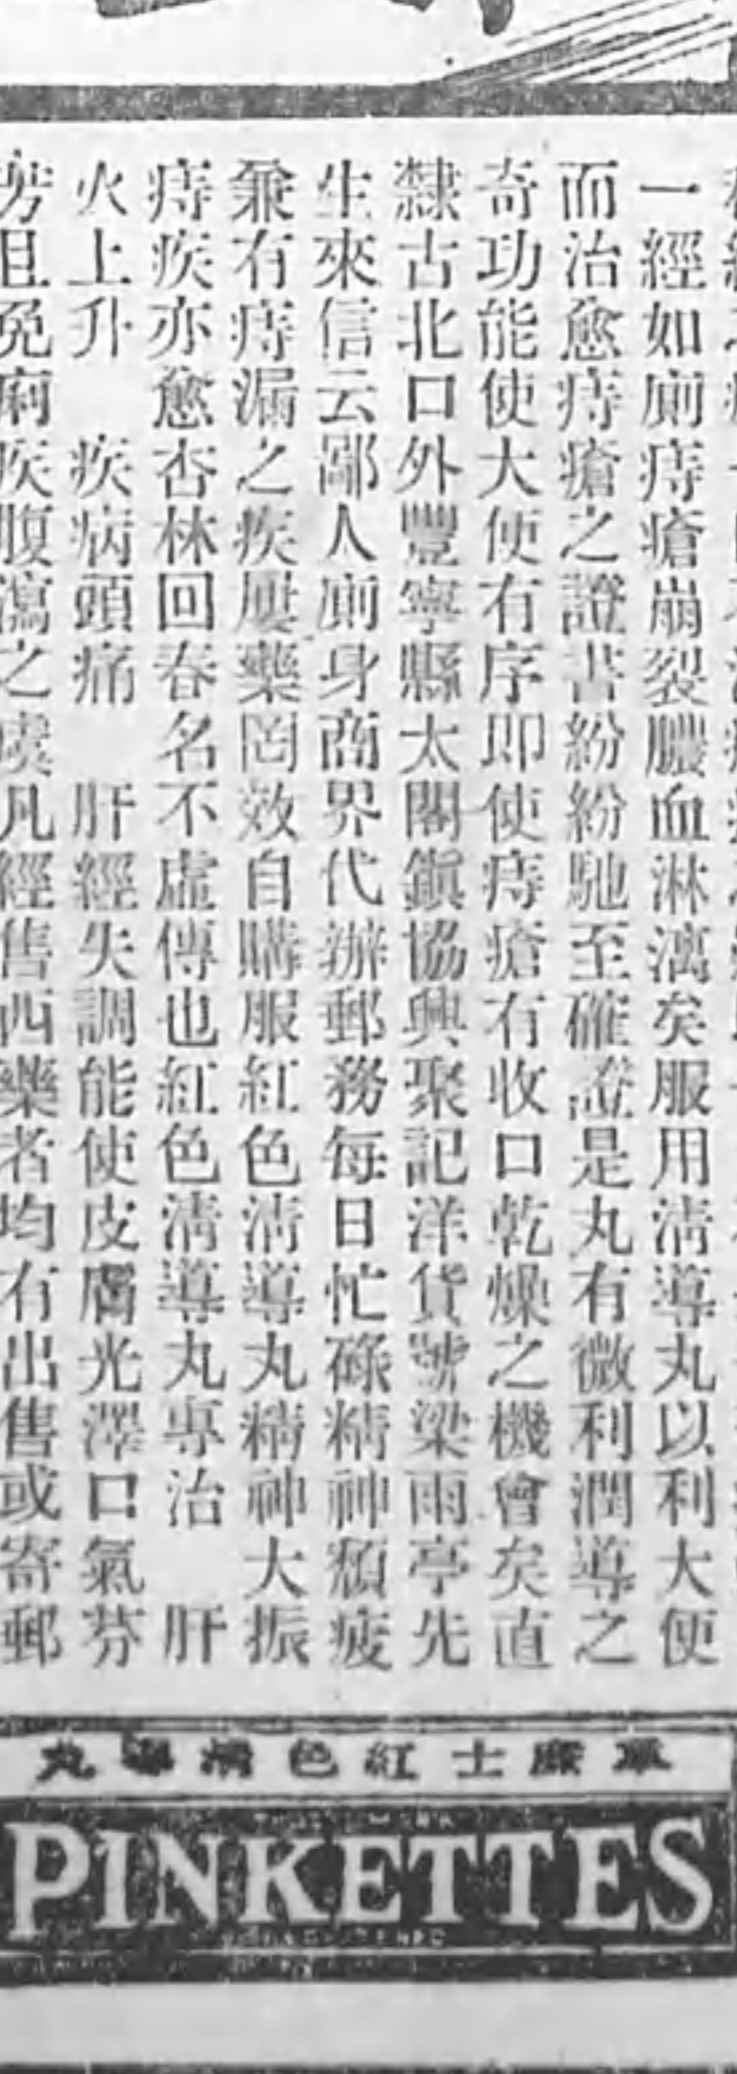 一經如廁痔瘡崩裂膿血淋漓矣服用清導丸以利大便
而治愈痔瘡之證書紛紛馳至確證是丸有微利潤導之
奇功能使大便有序即使痔瘡有收口乾燥之機會矣直
隸古北口外豐寧縣太閣鎭協興聚記洋貨號梁雨亭先
生來信云鄙人廁身商界代辦郵務每日忙碌精神頹疲
兼有痔漏之疾屢藥罔效自購服紅色清導丸精神大振
痔疾亦愈杏林回春名不虛傳也紅色清導丸專治 肝
火上升 疾病頭痛 肝經失調能使皮膚光澤口氣芬
芳且免痢疾腹瀉之虞凡經售西藥者均有出售或寄郵
韋廉士紅色清導丸
TRADE MARK
PINKETTES